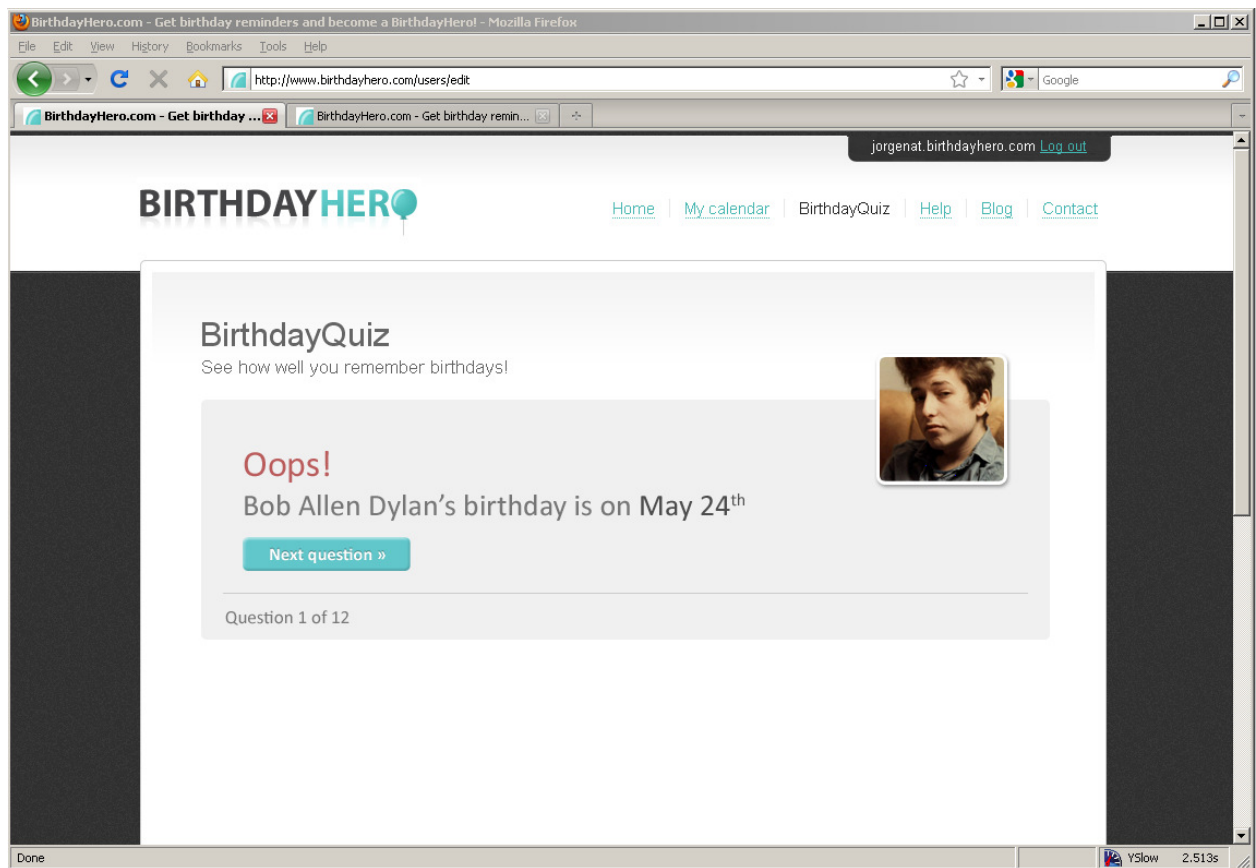 BirthdayHero.com - Get birthday reminders and become a BirthdayHero! - Mozilla Firefox
File Edit View History Bookmarks Tools Help
http://www.birthdayhero.com/users/edit Google
BirthdayHero.com - Get birthday ... BirthdayHero.com - Get birthday remin...
jorgenat.birthdayhero.com Log out
BIRTHDAYHERO
Home My calendar BirthdayQuiz Help Blog Contact
BirthdayQuiz
See how well you remember birthdays!
Oops!
Bob Allen Dylan’s birthday is on May 24th
Next question »
Question 1 of 12
Done YSlow 2.513s